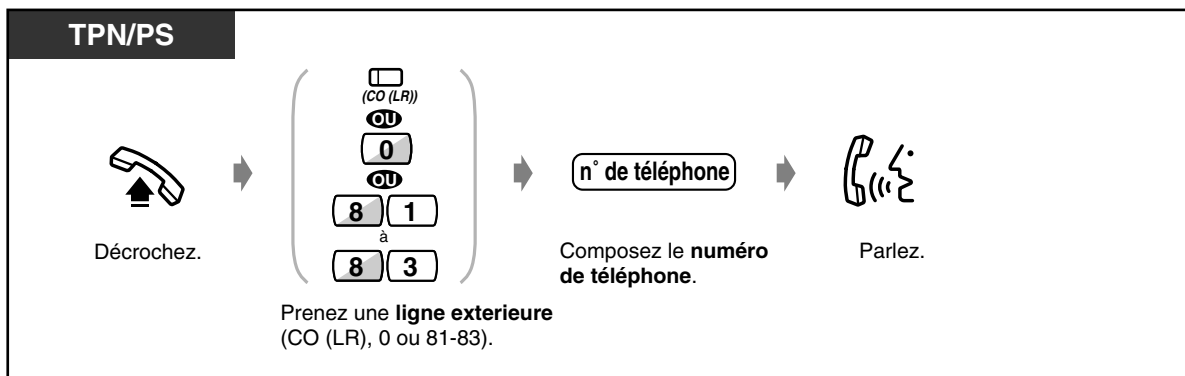 TPN/PS
(CO (LR))
OU
0
OU
8 1
à
8 3
n° de téléphone
Décrochez.
Prenez une ligne exterieure
(CO (LR), 0 ou 81-83).
Composez le numéro
de téléphone.
Parlez.